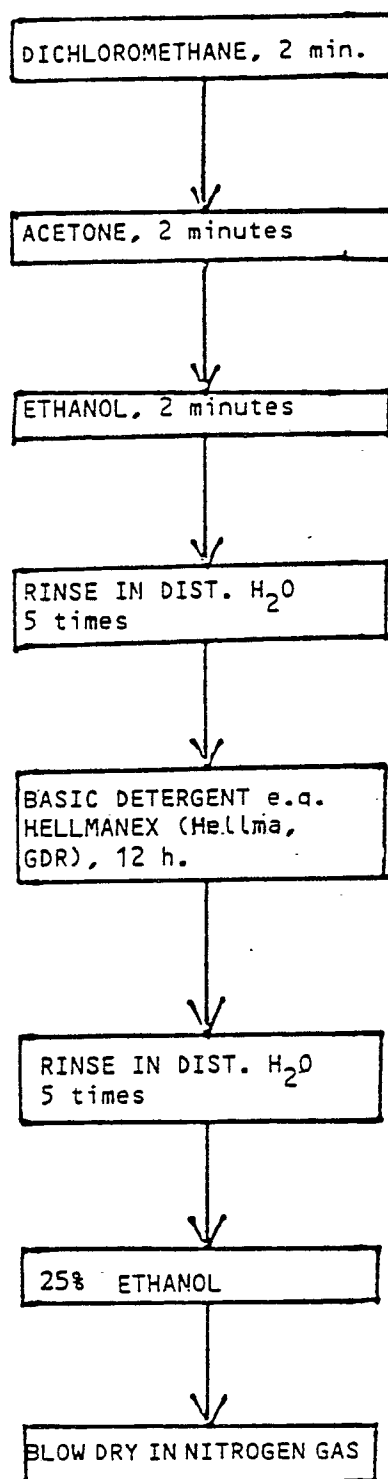 DICHLOROMETHANE, 2 min.
ACETONE, 2 minutes
ETHANOL, 2 minutes
RINSE IN DIST. H₂O
5 times
BASIC DETERGENT e.g.
HELLMANEX (Hellma,
GDR), 12 h.
RINSE IN DIST. H₂O
5 times
25% ETHANOL
BLOW DRY IN NITROGEN GAS